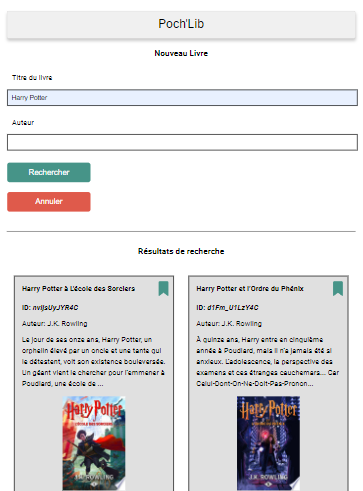 Poch'Lib
Nouveau Livre
Titre du livre
Harry Potter
Auteur
Rechercher
Annuler
Résultats de recherche
Harry Potter à L'école des Sorciers
ID: nvIjsUyJYR4C
Auteur: J.K. Rowling
Le jour de ses onze ans, Harry Potter, un
orphelin élevé par un oncle et une tante qui
le détestent, voit son existence bouleversée.
Un géant vient le chercher pour l'emmener à
Poudlard, une école de ...
Harry Potter
À L'ÉCOLE DES SORCIERS
J.K. ROWLING
Harry Potter et l'Ordre du Phénix
ID: d1Fm_U1LzY4C
Auteur: J.K. Rowling
À quinze ans, Harry entre en cinquième
année à Poudlard, mais il n'a jamais été si
anxieux. L'adolescence, la perspective des
examens et ces étranges cauchemars... Car
Celui-Dont-On-Ne-Doit-Pas-Pronon...
Harry Potter
J.K. ROWLING